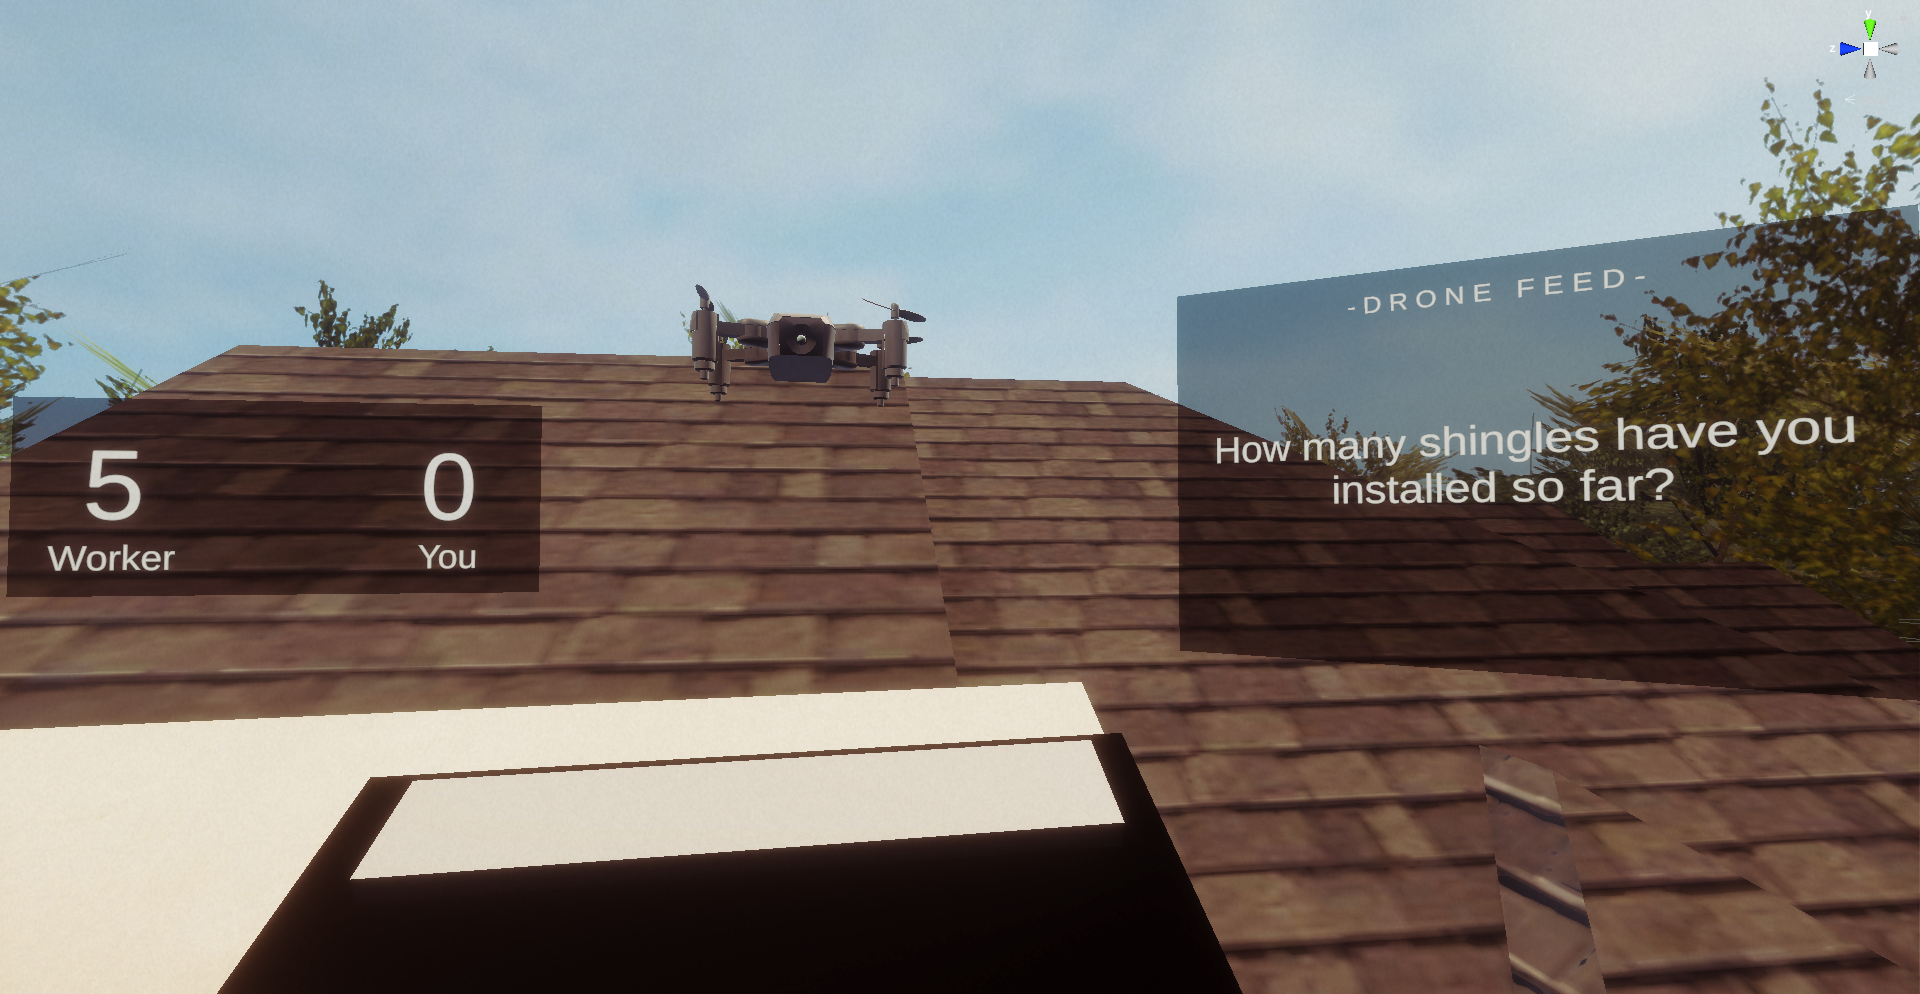 y
z
-DRONE FEED-
How many shingles have you
installed so far?
5 0
Worker You